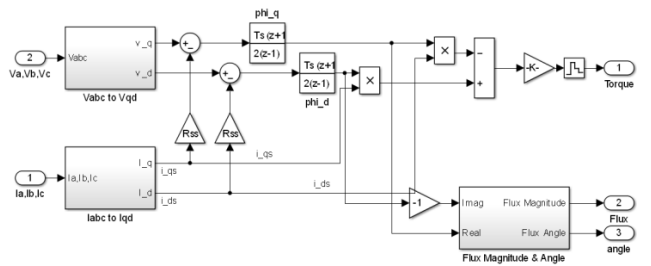 phi_q
2
Va,Vb,Vc
Vabc
v_q
v_d
Vabc to Vqd
+_
Ts (z+1
2(z-1)
+_
Ts (z+1
2(z-1)
phi_d
×
×
−
+
-K-
1
Torque
Rss
Rss
1
Ia,Ib,Ic
Ia,Ib,Ic
I_q
I_d
Iabc to Iqd
i_qs
i_qs
i_ds
i_ds
-1
Imag
Real
Flux Magnitude
Flux Angle
Flux Magnitude & Angle
2
Flux
3
angle